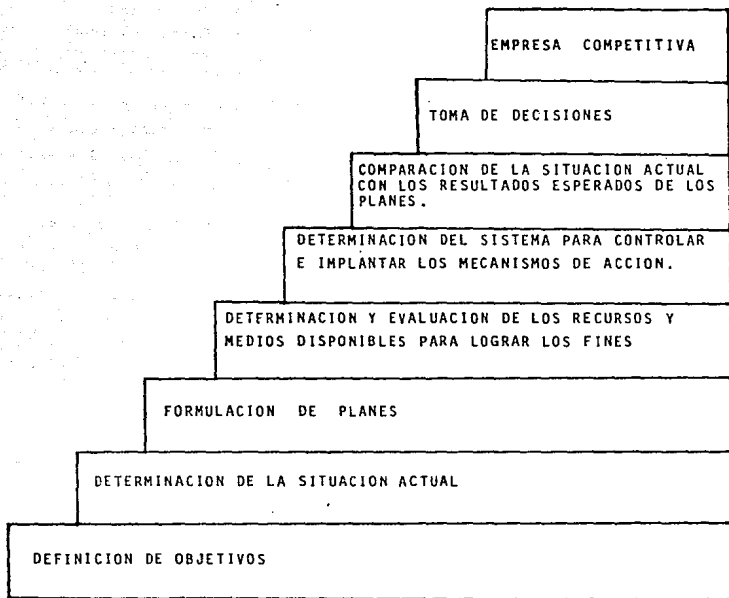 EMPRESA COMPETITIVA
TOMA DE DECISIONES
COMPARACION DE LA SITUACION ACTUAL
CON LOS RESULTADOS ESPERADOS DE LOS
PLANES.
DETERMINACION DEL SISTEMA PARA CONTROLAR
E IMPLANTAR LOS MECANISMOS DE ACCION.
DETERMINACION Y EVALUACION DE LOS RECURSOS Y
MEDIOS DISPONIBLES PARA LOGRAR LOS FINES
FORMULACION DE PLANES
DETERMINACION DE LA SITUACION ACTUAL
DEFINICION DE OBJETIVOS